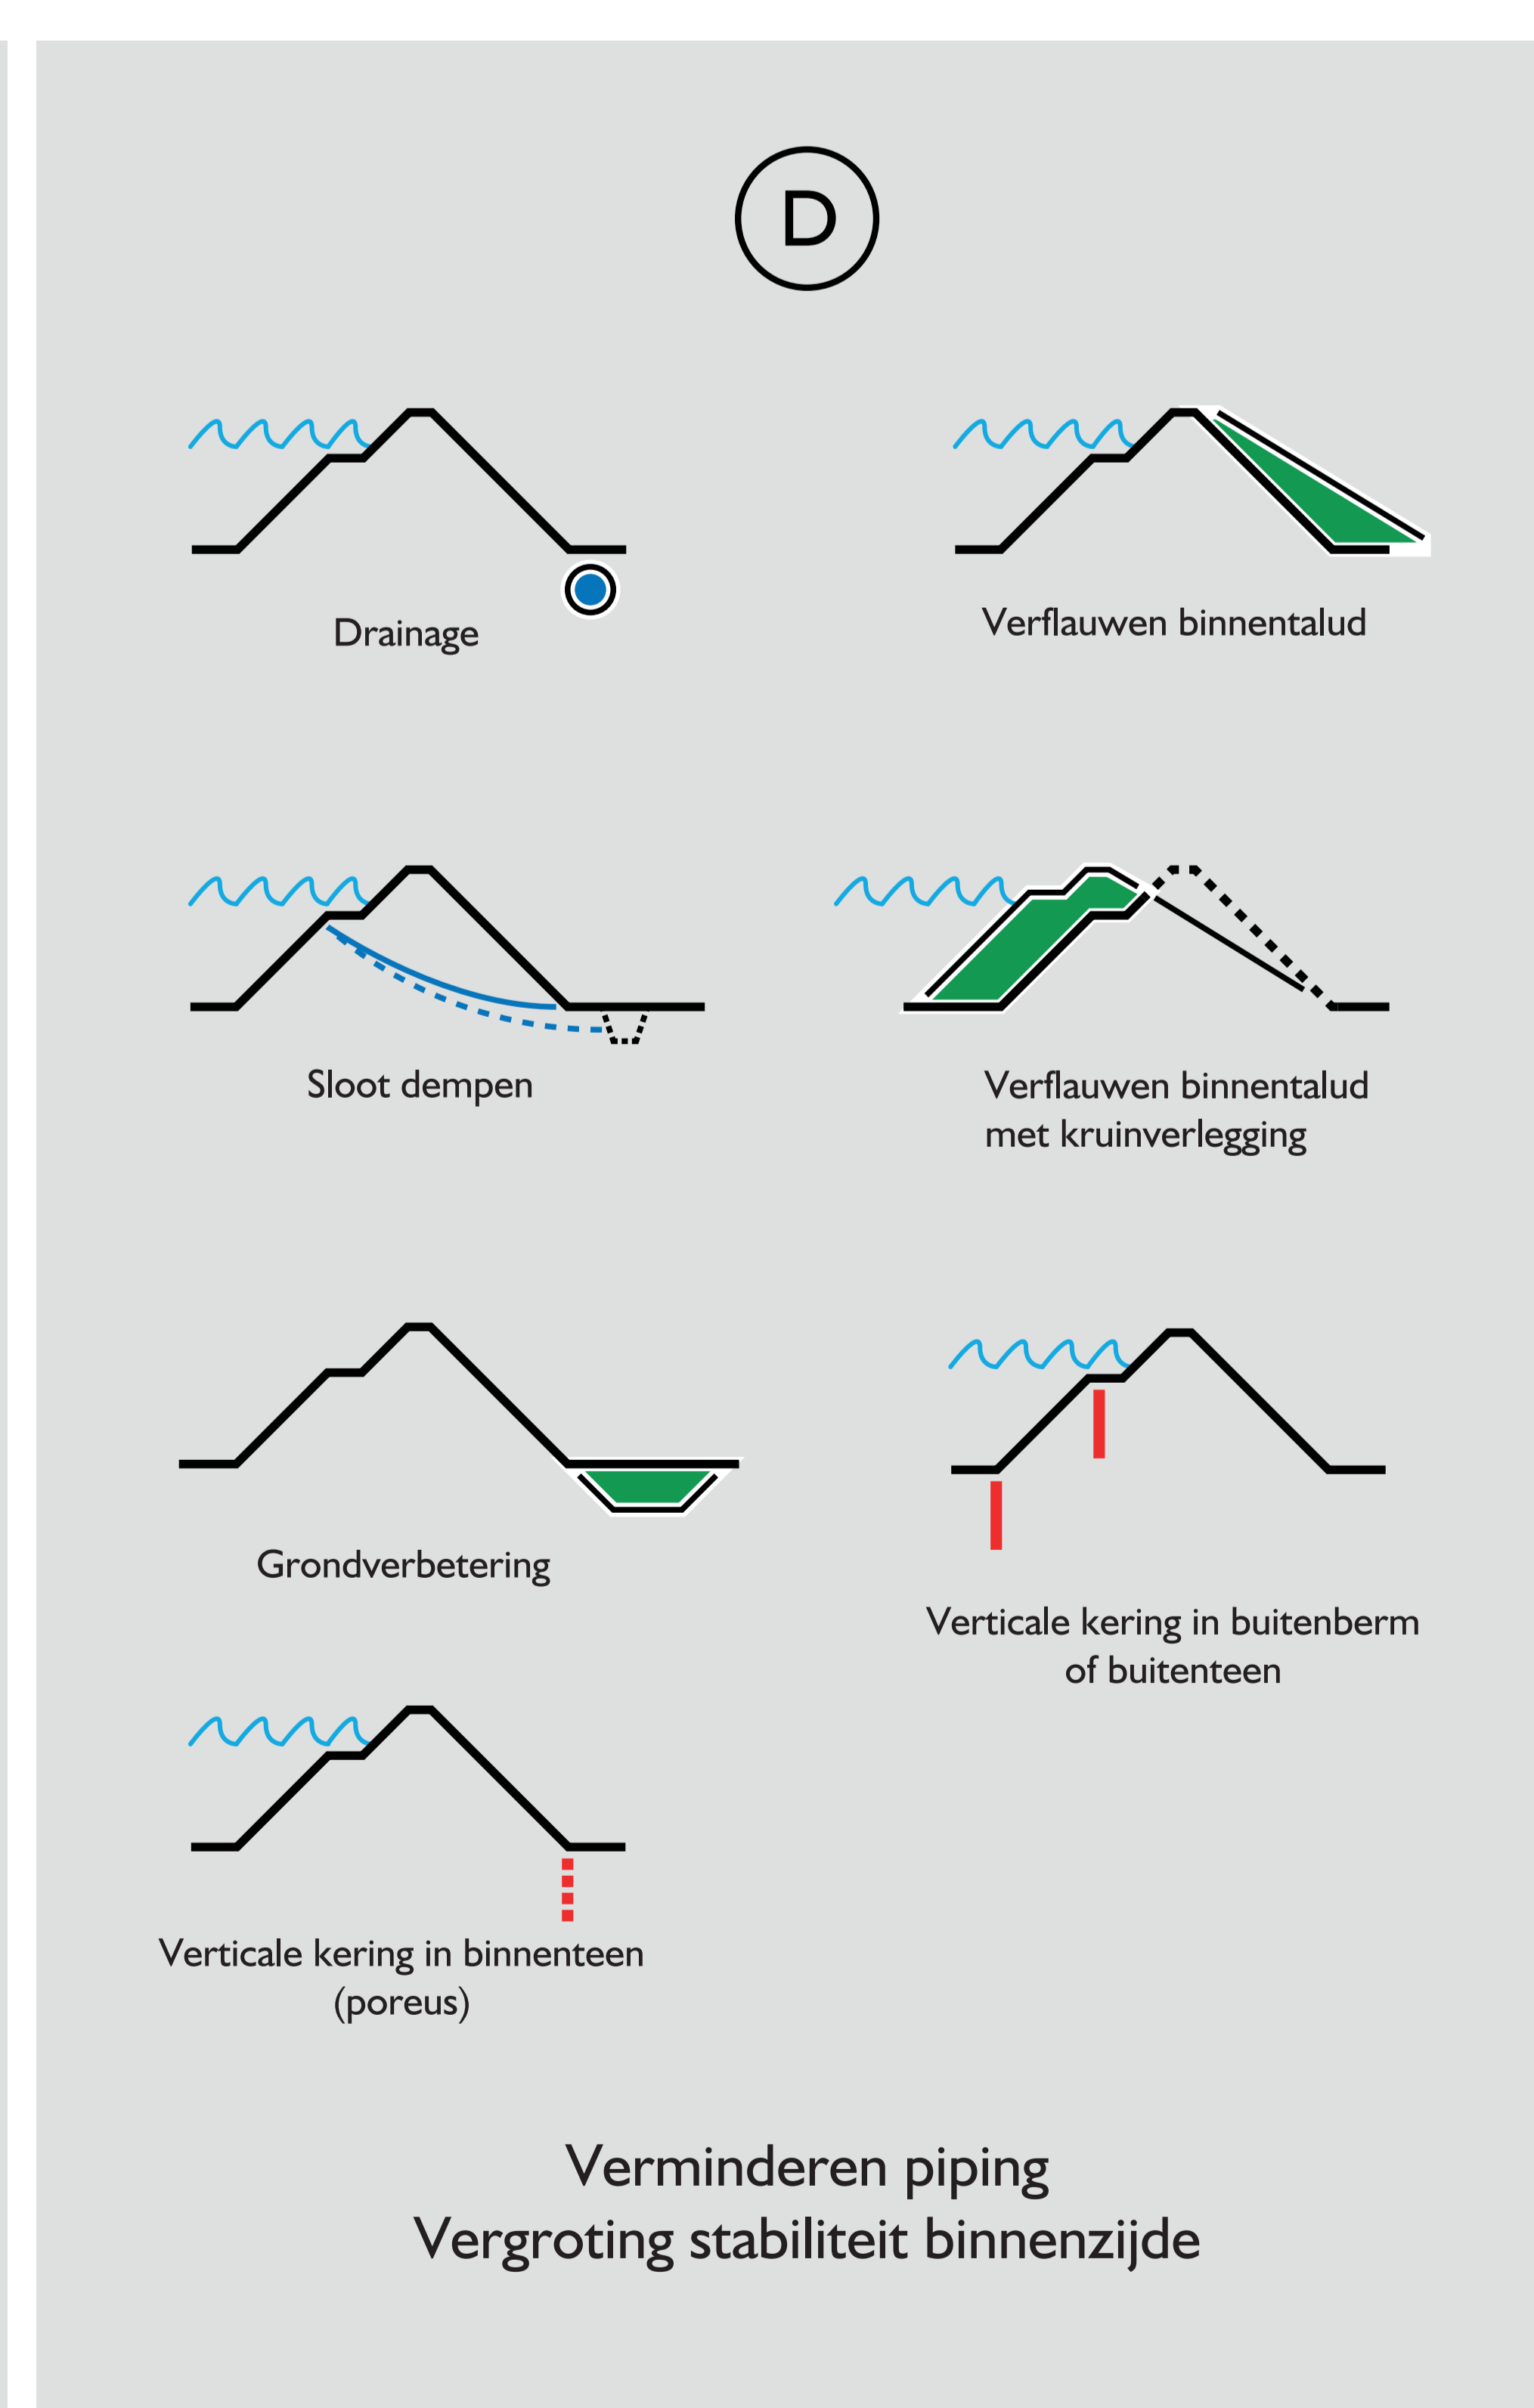 D
Drainage
Verflauwen binnentalud
Sloot dempen
Verflauwen binnentalud
met kruinverlegging
Grondverbetering
Verticale kering in buitenberm
of buitenteen
Verticale kering in binnenteen
(poreus)
Verminderen piping
Vergroting stabiliteit binnenzijde